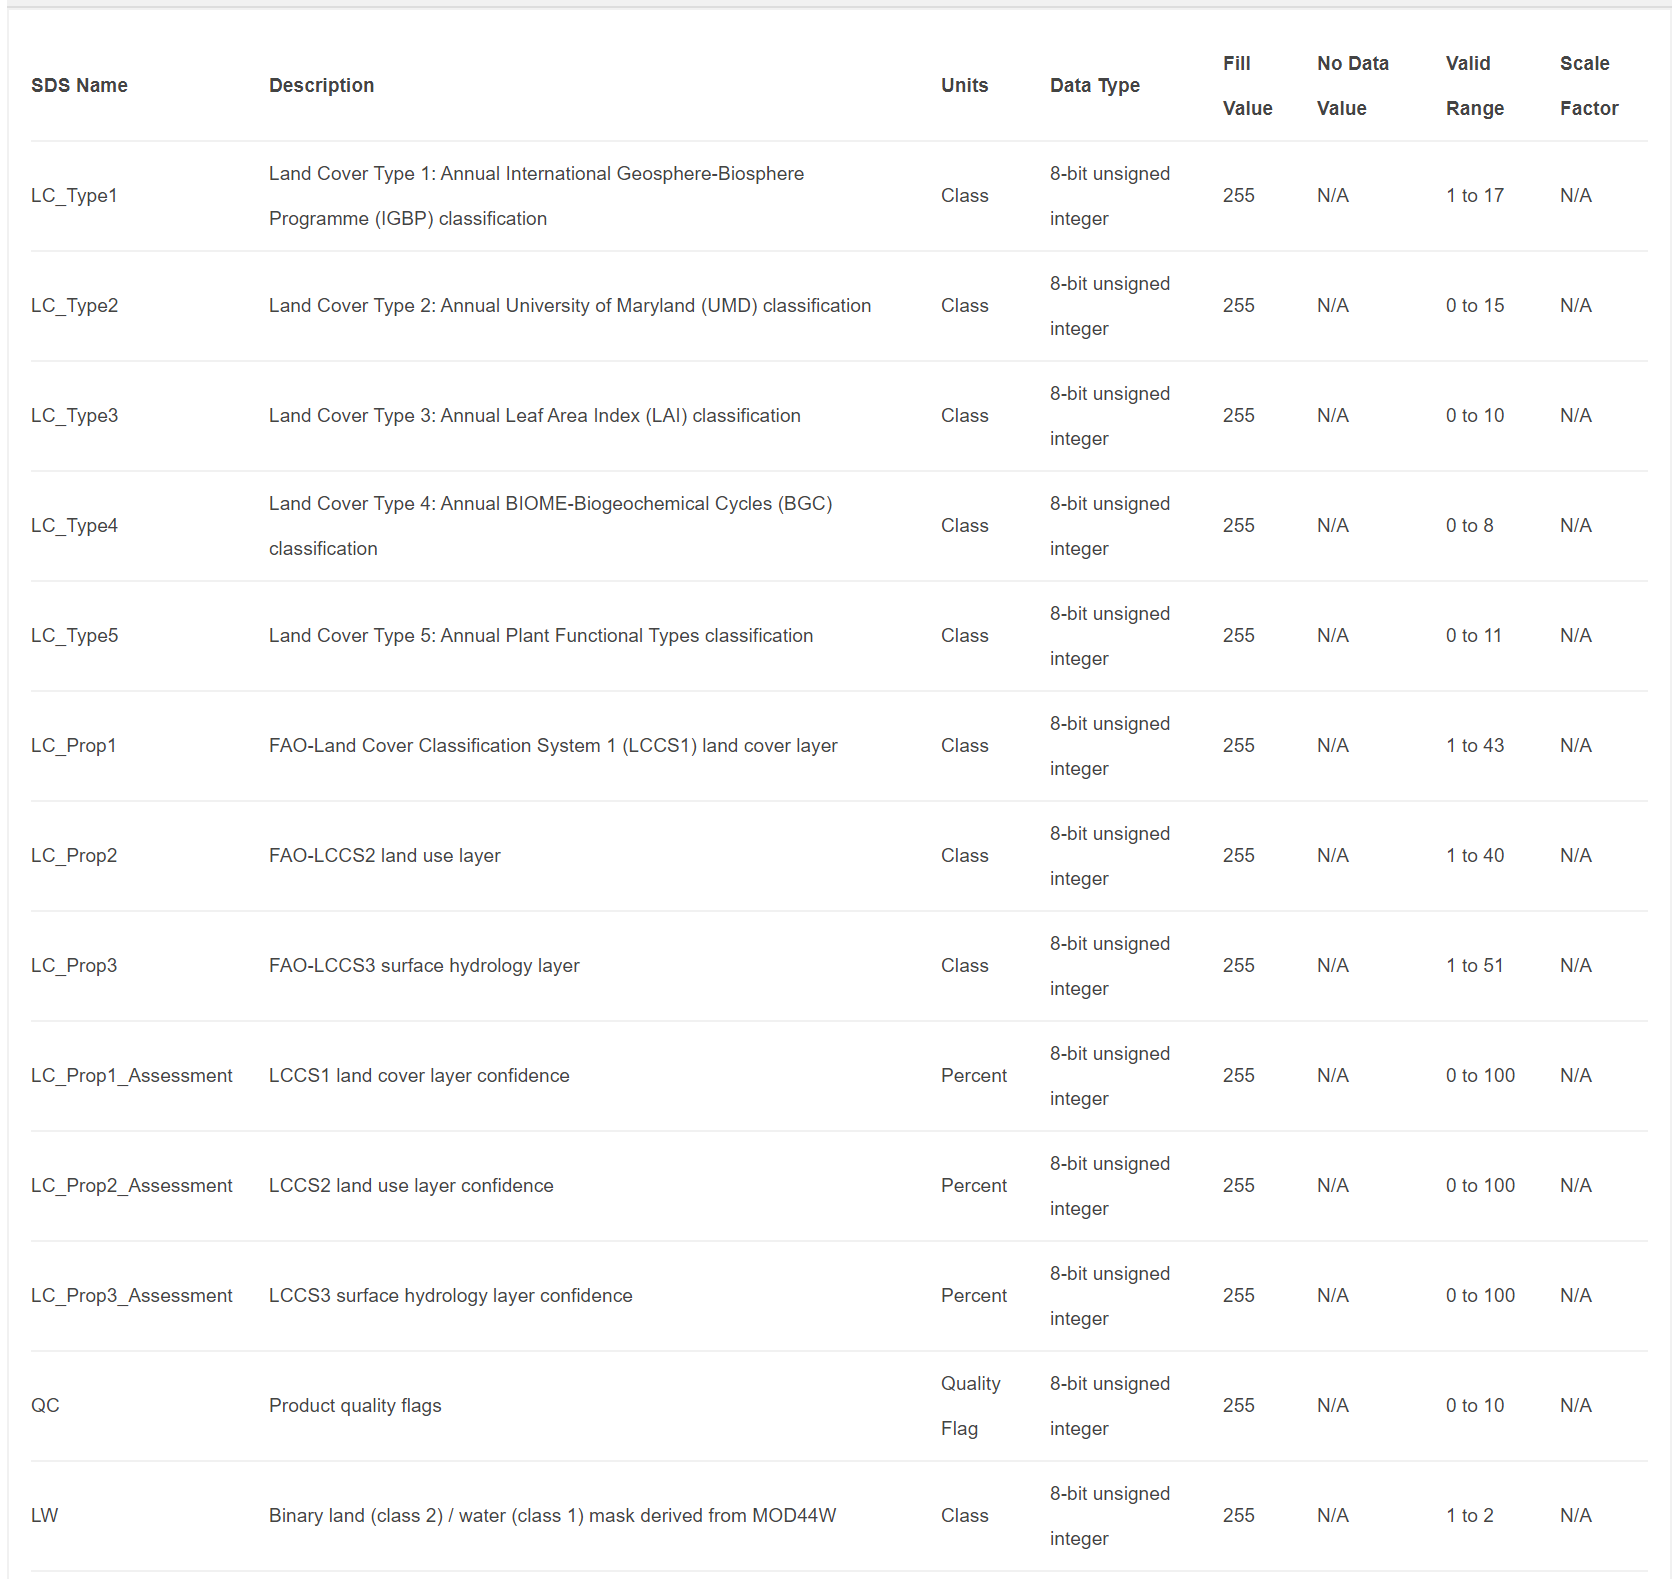 SDS Name Description Units Data Type Fill Value No Data Value Valid Range Scale Factor
LC_Type1 Land Cover Type 1: Annual International Geosphere-Biosphere Programme (IGBP) classification Class 8-bit unsigned integer 255 N/A 1 to 17 N/A
LC_Type2 Land Cover Type 2: Annual University of Maryland (UMD) classification Class 8-bit unsigned integer 255 N/A 0 to 15 N/A
LC_Type3 Land Cover Type 3: Annual Leaf Area Index (LAI) classification Class 8-bit unsigned integer 255 N/A 0 to 10 N/A
LC_Type4 Land Cover Type 4: Annual BIOME-Biogeochemical Cycles (BGC) classification Class 8-bit unsigned integer 255 N/A 0 to 8 N/A
LC_Type5 Land Cover Type 5: Annual Plant Functional Types classification Class 8-bit unsigned integer 255 N/A 0 to 11 N/A
LC_Prop1 FAO-Land Cover Classification System 1 (LCCS1) land cover layer Class 8-bit unsigned integer 255 N/A 1 to 43 N/A
LC_Prop2 FAO-LCCS2 land use layer Class 8-bit unsigned integer 255 N/A 1 to 40 N/A
LC_Prop3 FAO-LCCS3 surface hydrology layer Class 8-bit unsigned integer 255 N/A 1 to 51 N/A
LC_Prop1_Assessment LCCS1 land cover layer confidence Percent 8-bit unsigned integer 255 N/A 0 to 100 N/A
LC_Prop2_Assessment LCCS2 land use layer confidence Percent 8-bit unsigned integer 255 N/A 0 to 100 N/A
LC_Prop3_Assessment LCCS3 surface hydrology layer confidence Percent 8-bit unsigned integer 255 N/A 0 to 100 N/A
QC Product quality flags Quality Flag 8-bit unsigned integer 255 N/A 0 to 10 N/A
LW Binary land (class 2) / water (class 1) mask derived from MOD44W Class 8-bit unsigned integer 255 N/A 1 to 2 N/A